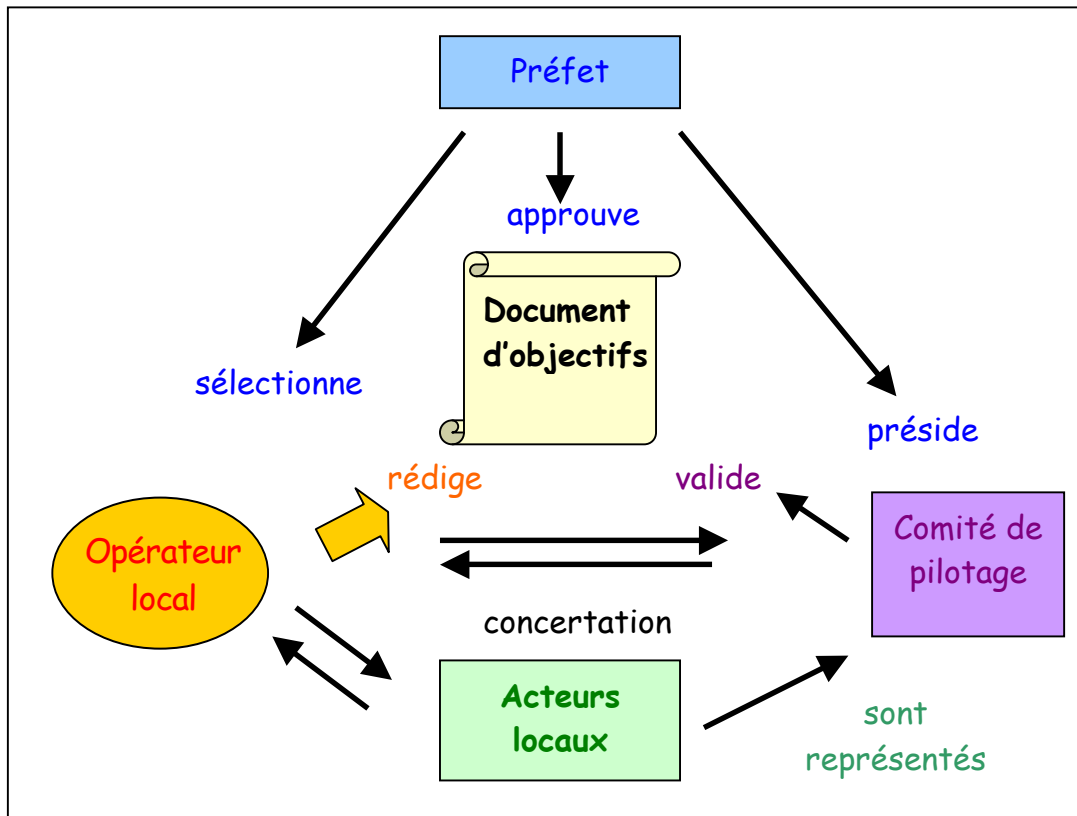 Préfet
approuve
Document
d'objectifs
sélectionne
préside
rédige
valide
Opérateur
local
Comité de
pilotage
concertation
Acteurs
locaux
sont
représentés